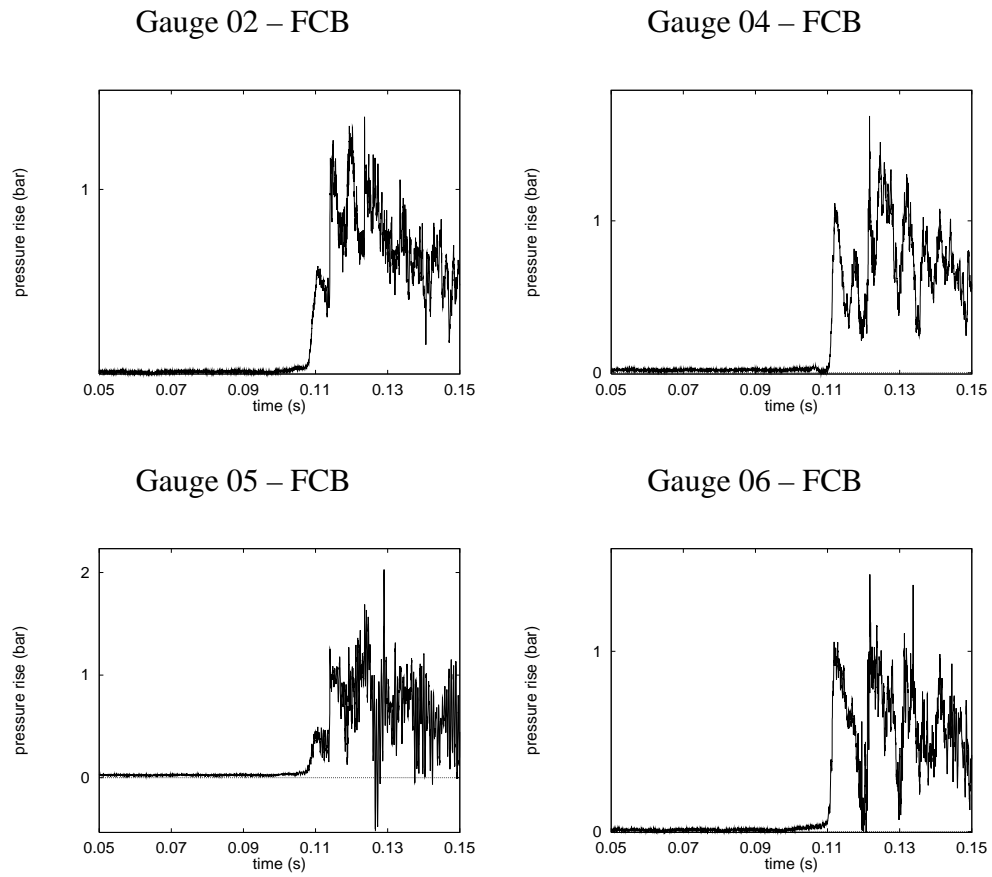 Gauge 02 – FCB
pressure rise (bar)
1
0.05 0.07 0.09 0.11 0.13 0.15
time (s)
Gauge 04 – FCB
pressure rise (bar)
1
0
0.05 0.07 0.09 0.11 0.13 0.15
time (s)
Gauge 05 – FCB
pressure rise (bar)
2
1
0
0.05 0.07 0.09 0.11 0.13 0.15
time (s)
Gauge 06 – FCB
pressure rise (bar)
1
0
0.05 0.07 0.09 0.11 0.13 0.15
time (s)